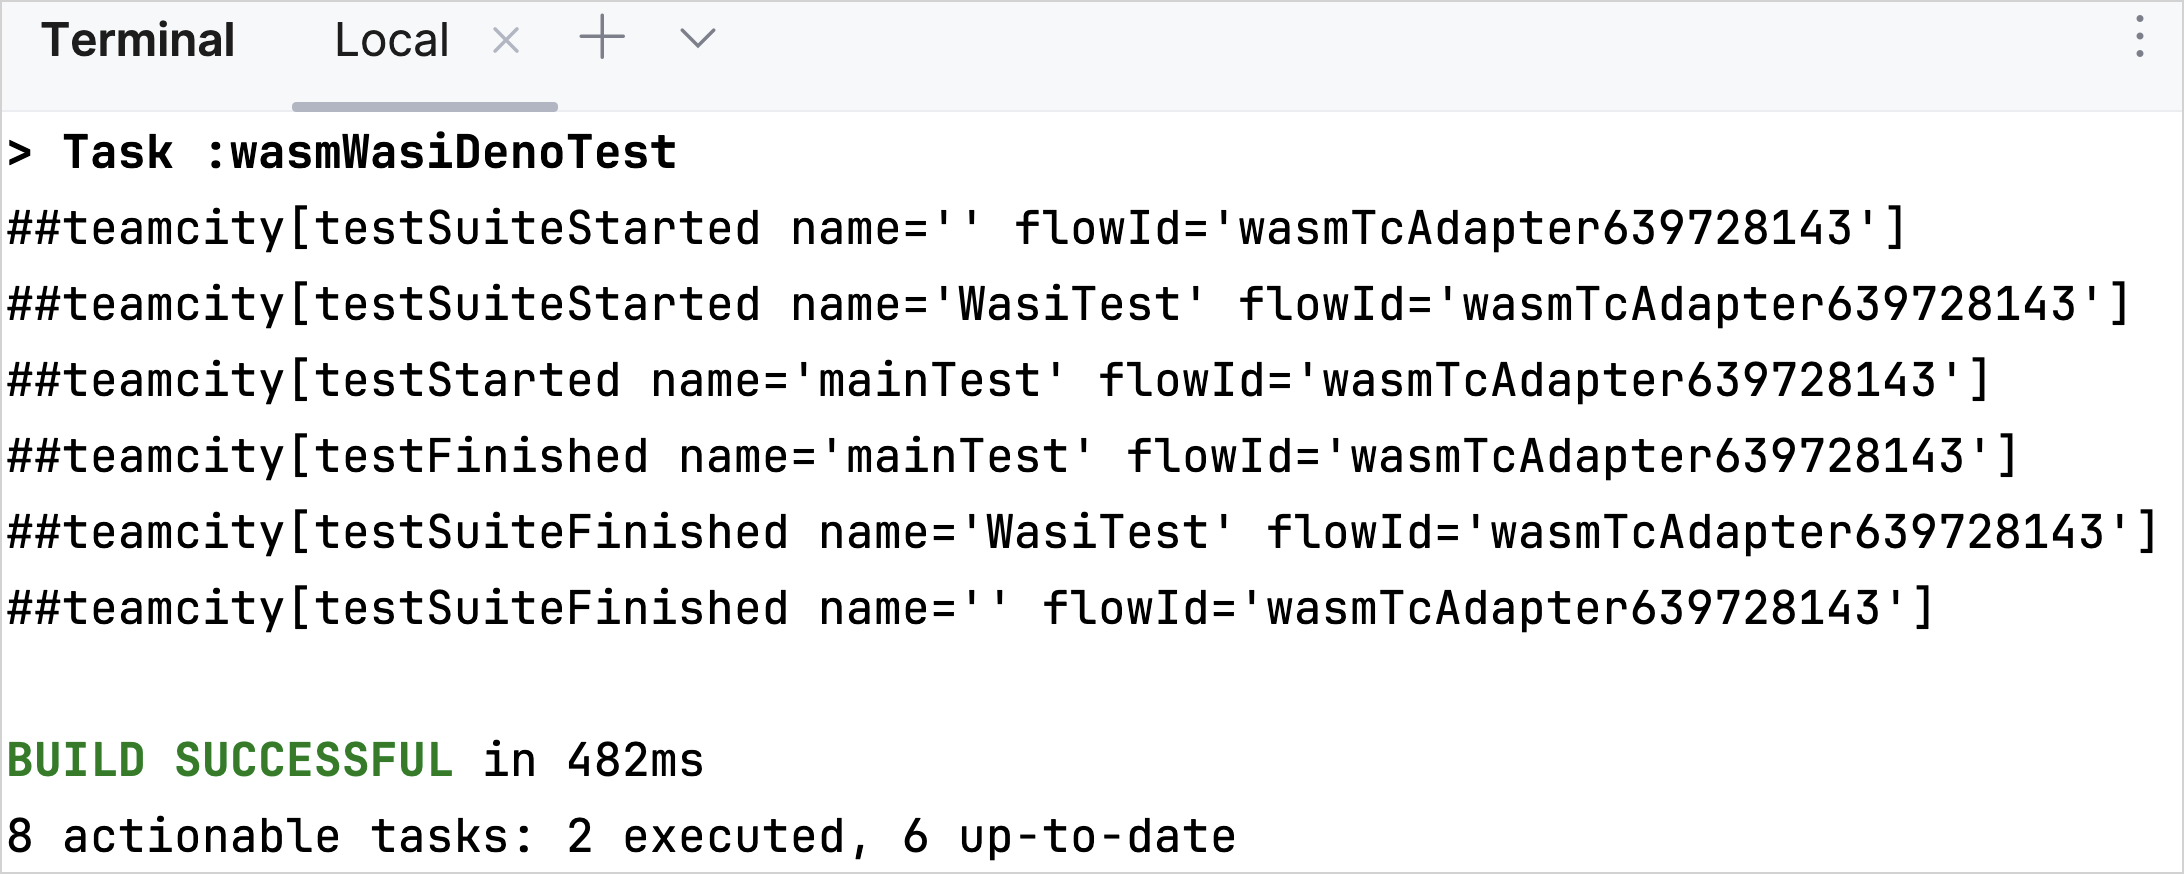 Terminal Local
> Task :wasmWasiDenoTest
##teamcity[testSuiteStarted name='' flowId='wasmTcAdapter639728143']
##teamcity[testSuiteStarted name='WasiTest' flowId='wasmTcAdapter639728143']
##teamcity[testStarted name='mainTest' flowId='wasmTcAdapter639728143']
##teamcity[testFinished name='mainTest' flowId='wasmTcAdapter639728143']
##teamcity[testSuiteFinished name='WasiTest' flowId='wasmTcAdapter639728143']
##teamcity[testSuiteFinished name='' flowId='wasmTcAdapter639728143']
BUILD SUCCESSFUL in 482ms
8 actionable tasks: 2 executed, 6 up-to-date